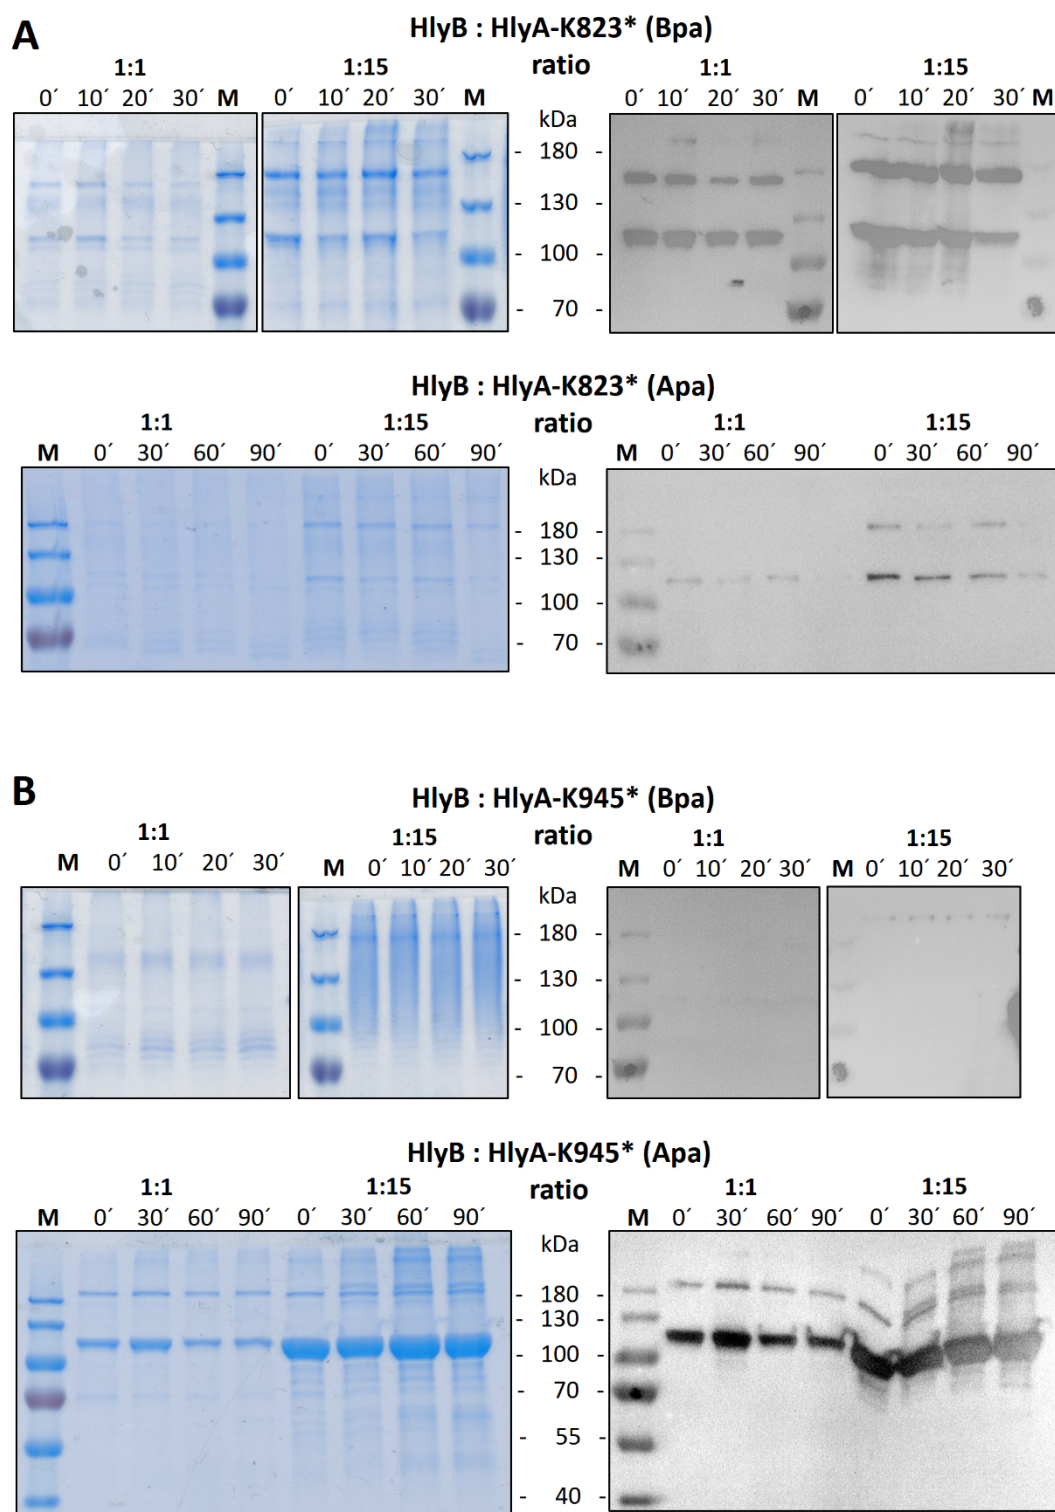 A
HlyB : HlyA-K823* (Bpa)
1:1 1:15 ratio 1:1 1:15
0´ 10´ 20´ 30´ M 0´ 10´ 20´ 30´ M 0´ 10´ 20´ 30´ M 0´ 10´ 20´ 30´ M
kDa
- 180 -
- 130 -
- 100 -
- 70 -
HlyB : HlyA-K823* (Apa)
1:1 1:15 ratio 1:1 1:15
M 0´ 30´ 60´ 90´ 0´ 30´ 60´ 90´ M 0´ 30´ 60´ 90´ 0´ 30´ 60´ 90´
kDa
- 180 -
- 130 -
- 100 -
- 70 -
B
HlyB : HlyA-K945* (Bpa)
1:1 1:15 ratio 1:1 1:15
M 0´ 10´ 20´ 30´ M 0´ 10´ 20´ 30´ M 0´ 10´ 20´ 30´ M 0´ 10´ 20´ 30´
kDa
- 180 -
- 130 -
- 100 -
- 70 -
HlyB : HlyA-K945* (Apa)
1:1 1:15 ratio 1:1 1:15
M 0´ 30´ 60´ 90´ 0´ 30´ 60´ 90´ M 0´ 30´ 60´ 90´ 0´ 30´ 60´ 90´
kDa
- 180 -
- 130 -
- 100 -
- 70 -
- 55 -
- 40 -